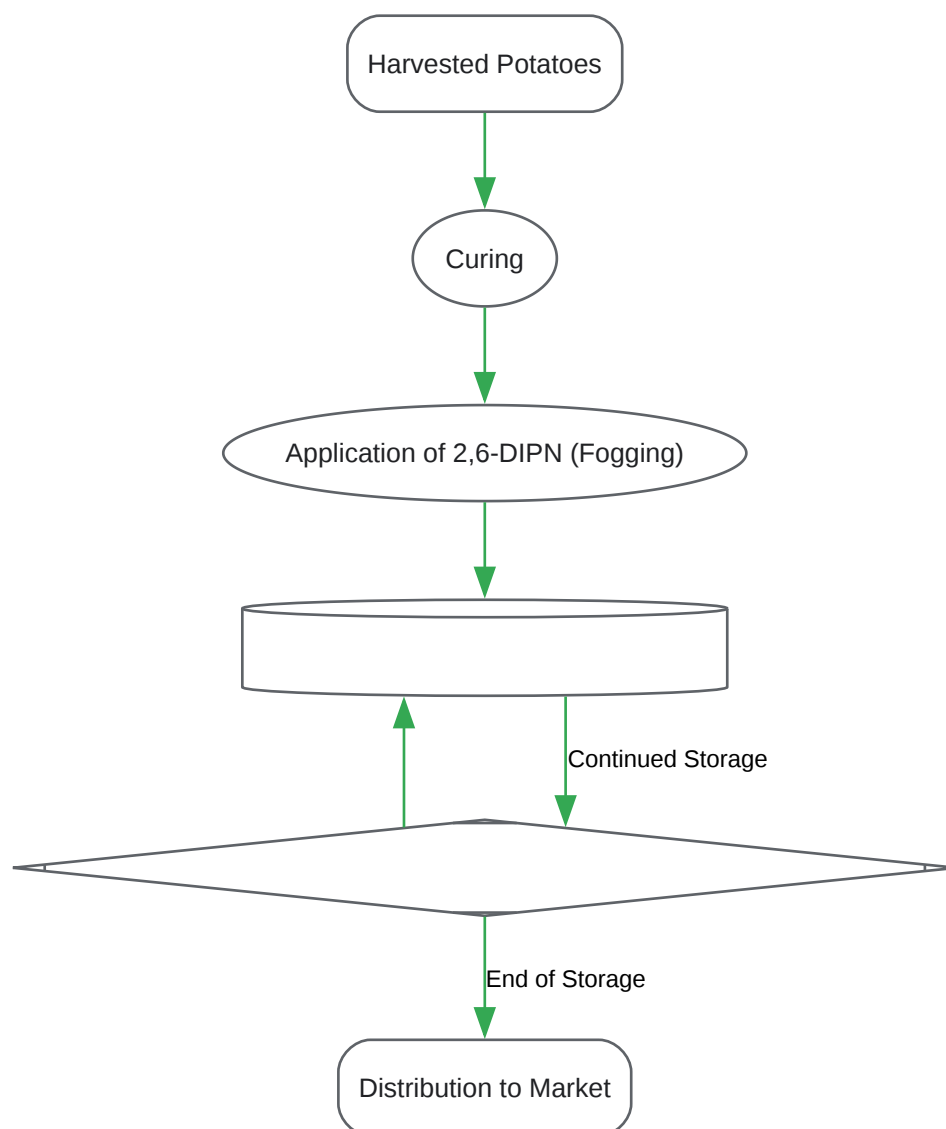 Harvested Potatoes
Curing
Application of 2,6-DIPN (Fogging)
Continued Storage
End of Storage
Distribution to Market